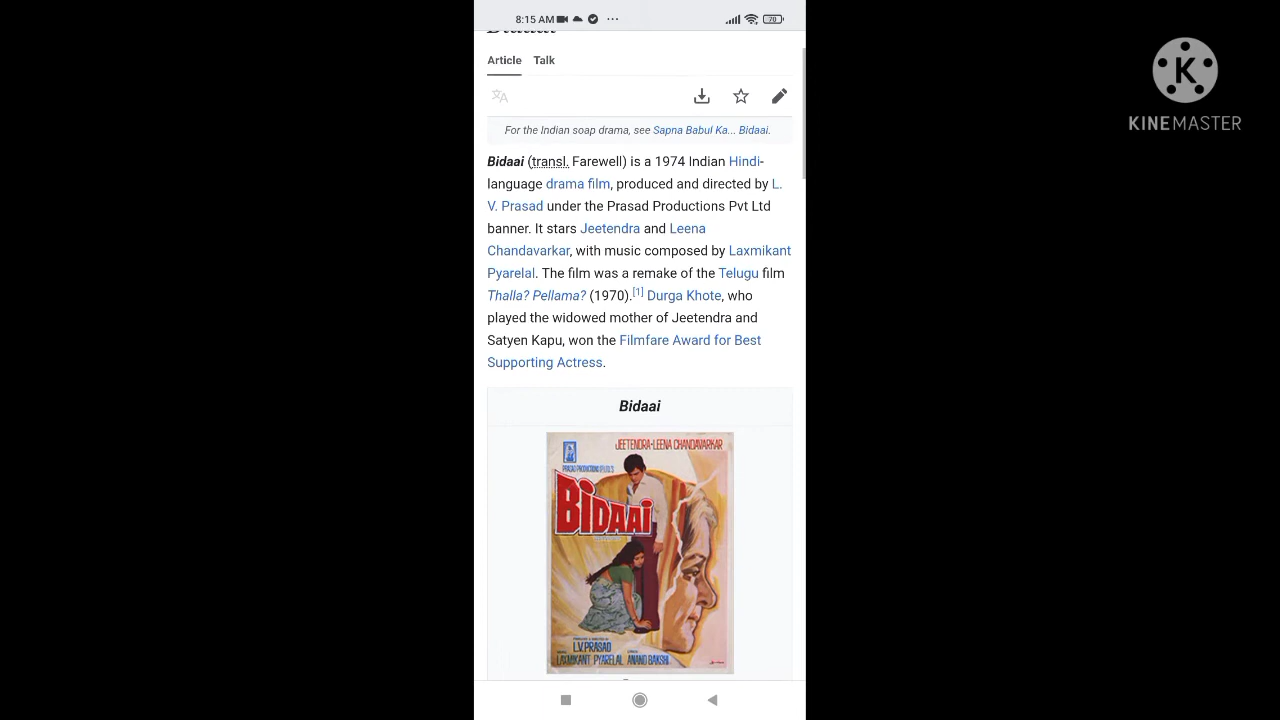 8:15 AM
70
Article Talk
For the Indian soap drama, see Sapna Babul Ka... Bidaai.
Bidaai (transl. Farewell) is a 1974 Indian Hindi-
language drama film, produced and directed by L.
V. Prasad under the Prasad Productions Pvt Ltd
banner. It stars Jeetendra and Leena
Chandavarkar, with music composed by Laxmikant
Pyarelal. The film was a remake of the Telugu film
Thalla? Pellama? (1970).[1] Durga Khote, who
played the widowed mother of Jeetendra and
Satyen Kapu, won the Filmfare Award for Best
Supporting Actress.
Bidaai
JEETENDRA-LEENA CHANDAVARKAR
BIDAAI
L.V.PRASAD
LAXMIKANT PYARELAL ANAND BAKSHI
K
KINEMASTER